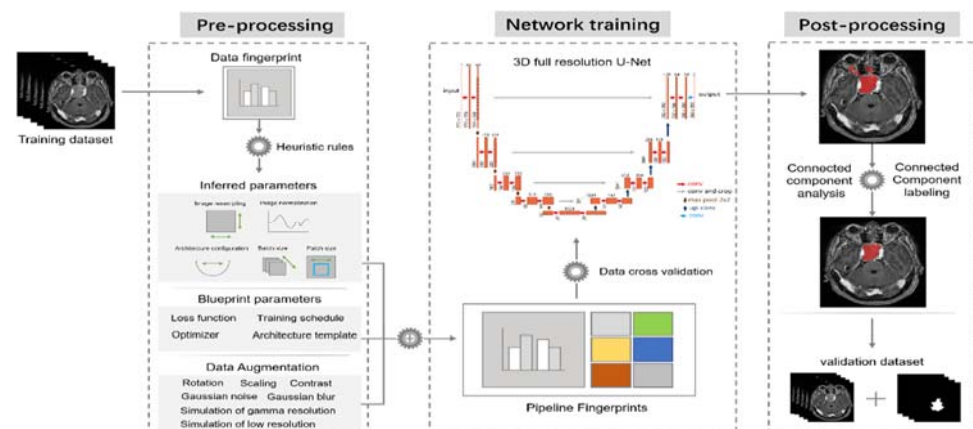 Pre-processing
Network training
Post-processing
Training dataset
Data fingerprint
Heuristic rules
Inferred parameters
Image resampling
Image normalization
Architecture configuration
Batch size
Patch size
Blueprint parameters
Loss function
Training schedule
Optimizer
Architecture template
Data Augmentation
Rotation
Scaling
Contrast
Gaussian noise
Gaussian blur
Simulation of gamma resolution
Simulation of low resolution
3D full resolution U-Net
input
output
conv
conv and crop
max pool 2x2
up-conv
conv
Data cross validation
Pipeline Fingerprints
Connected
component
analysis
Connected
Component
labeling
validation dataset